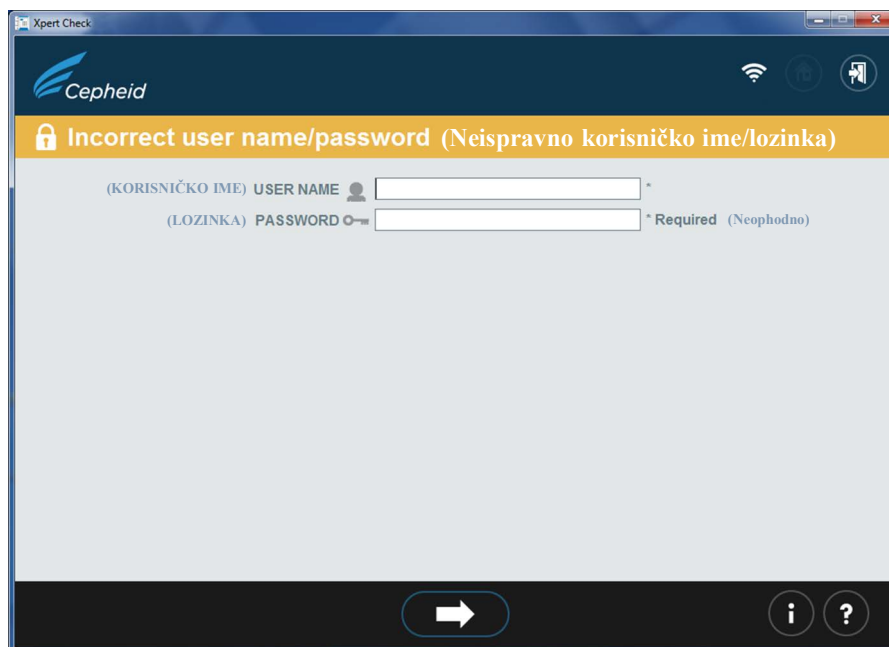 Xpert Check
Cepheid
Incorrect user name/password (Neispravno korisničko ime/lozinka)
(KORISNIČKO IME) USER NAME *
(LOZINKA) PASSWORD * Required (Neophodno)
i ?